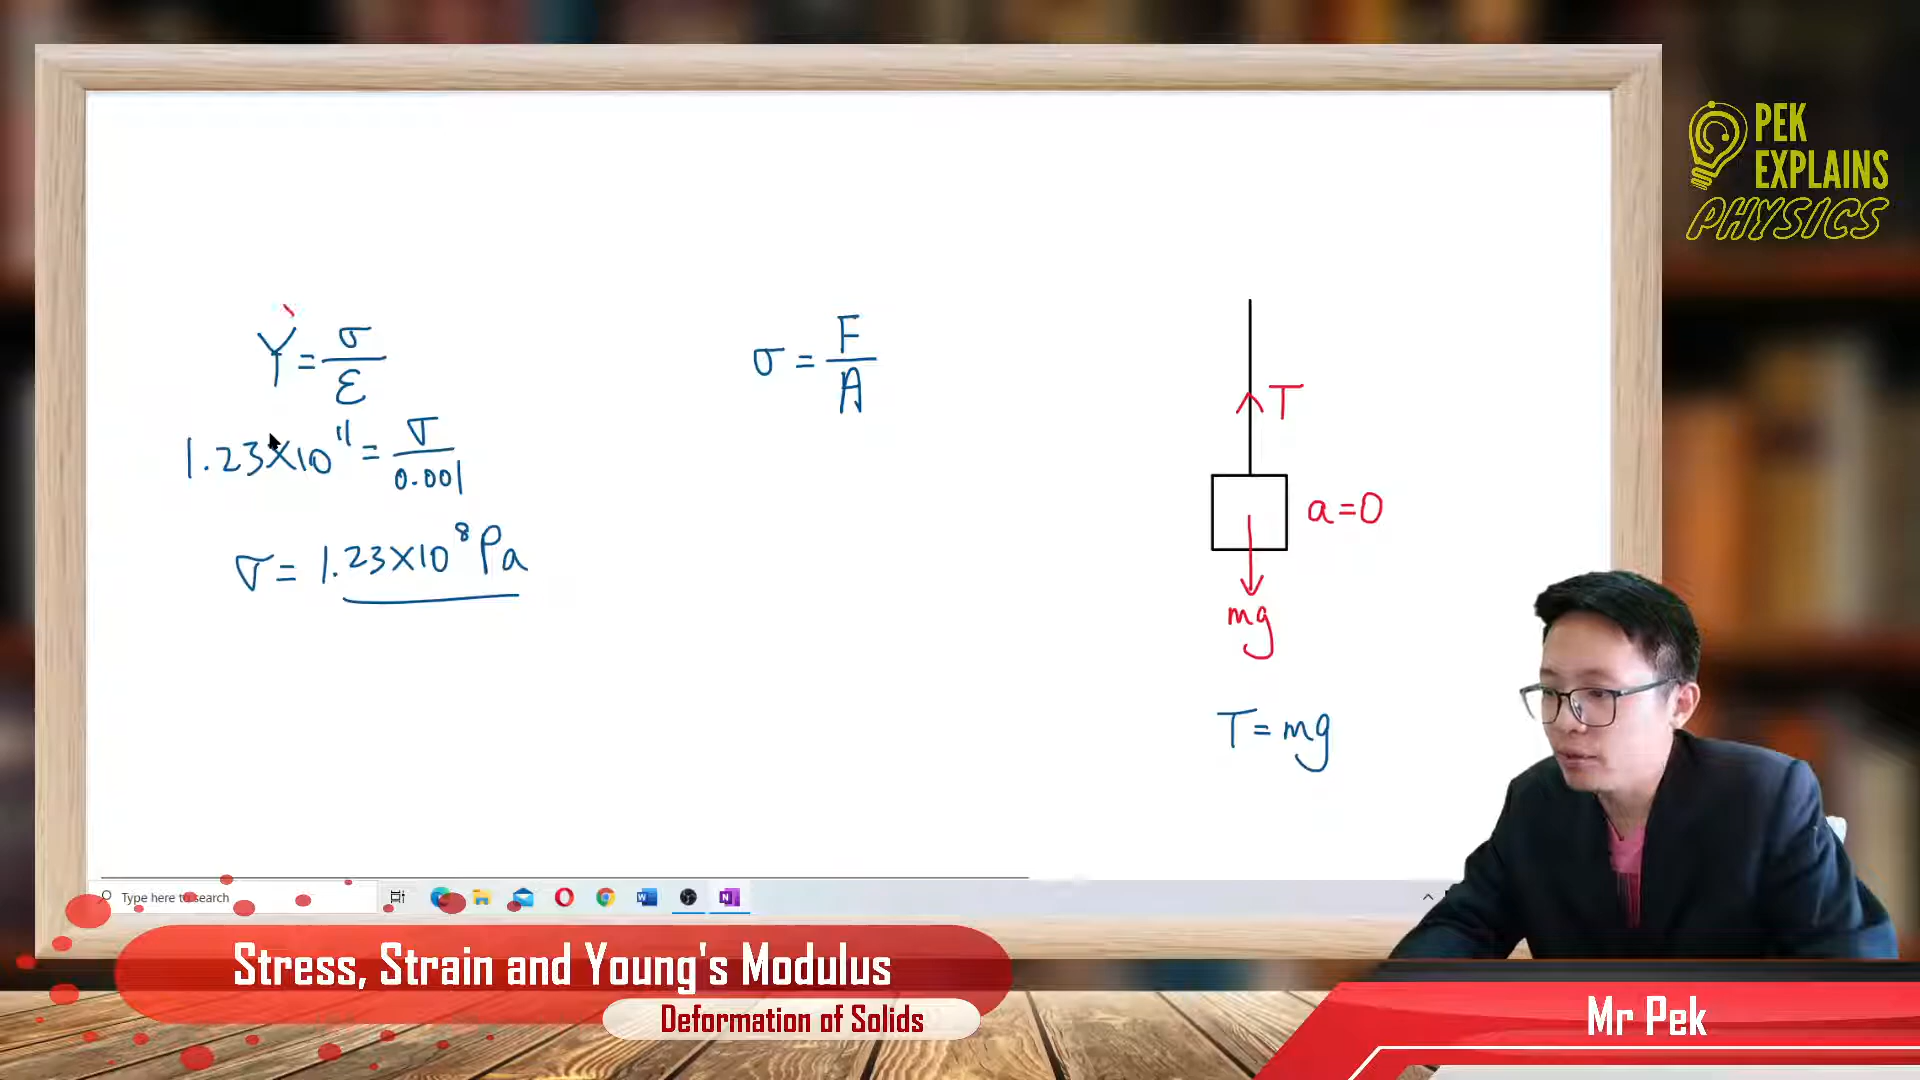 PEK
EXPLAINS
PHYSICS
Y = σ/ε
1.23×10¹¹ = σ/0.001
σ = 1.23×10⁸ Pa
σ = F/A
T
a=0
mg
T = mg
Type here to search
Stress, Strain and Young's Modulus
Deformation of Solids
Mr Pek